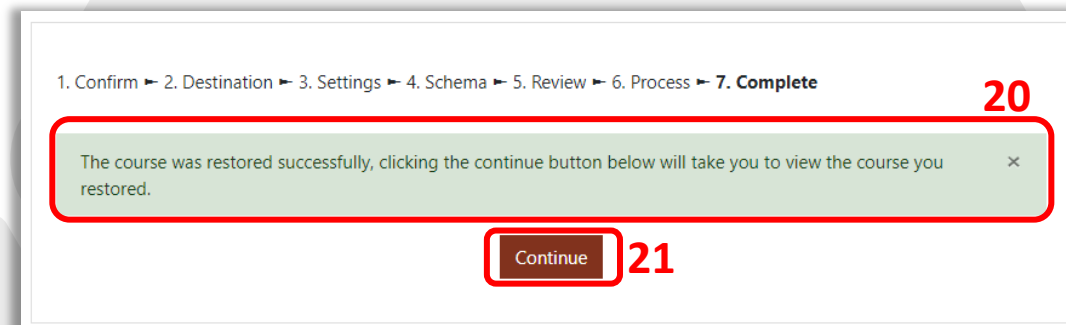 1. Confirm ► 2. Destination ► 3. Settings ► 4. Schema ► 5. Review ► 6. Process ► 7. Complete
20
The course was restored successfully, clicking the continue button below will take you to view the course you ×
restored.
Continue 21